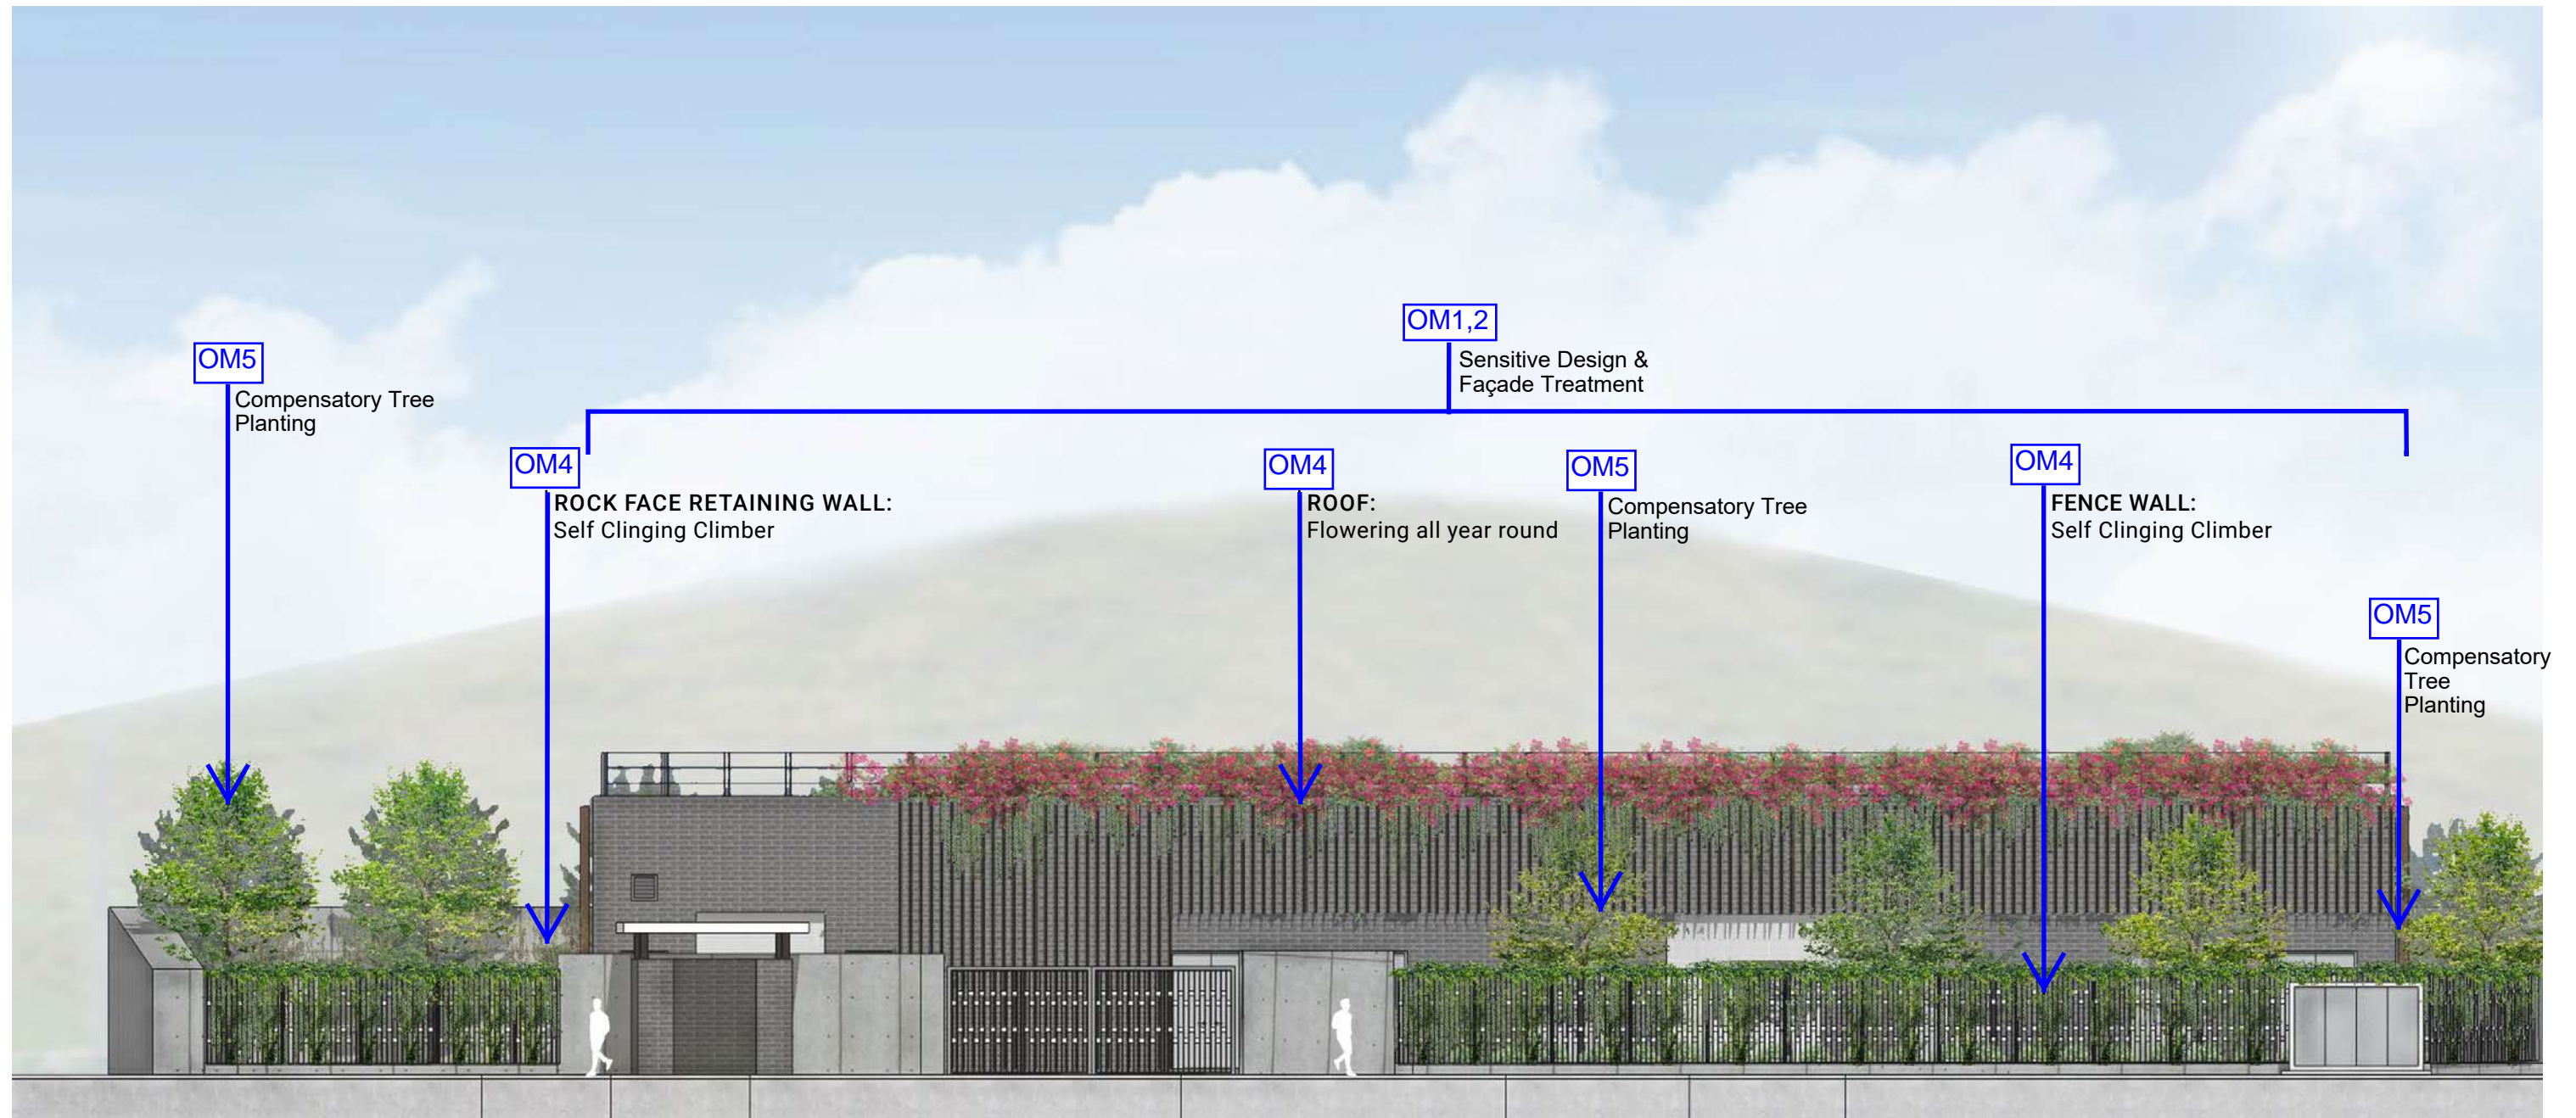 OM1,2
Sensitive Design &
Façade Treatment
OM5
Compensatory Tree
Planting
OM4
ROCK FACE RETAINING WALL:
Self Clinging Climber
OM4
ROOF:
Flowering all year round
OM5
Compensatory Tree
Planting
OM4
FENCE WALL:
Self Clinging Climber
OM5
Compensatory
Tree
Planting